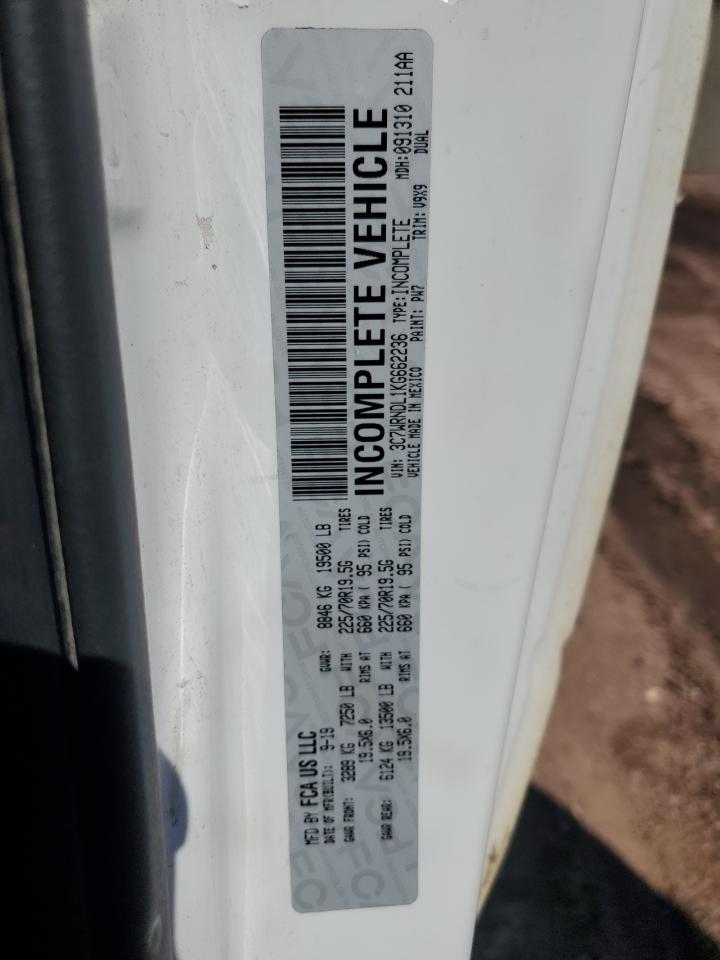 MFD BY FCA US LLC
DATE OF MFR(BUILT): 9-19 GVWR: 8846 KG 19500 LB
GAWR FRONT: 3289 KG 7250 LB WITH 225/70R19.5G TIRES
19.5X6.0 RIMS AT 660 KPA ( 95 PSI) COLD
GAWR REAR: 6124 KG 13500 LB WITH 225/70R19.5G TIRES
19.5X6.0 RIMS AT 660 KPA ( 95 PSI) COLD
INCOMPLETE VEHICLE
MDH:091310 211AA
VIN: 3C7WRNDL1KG662236 TYPE:INCOMPLETE DUAL
VEHICLE MADE IN MEXICO PAINT: PW7 TRIM: V9X9